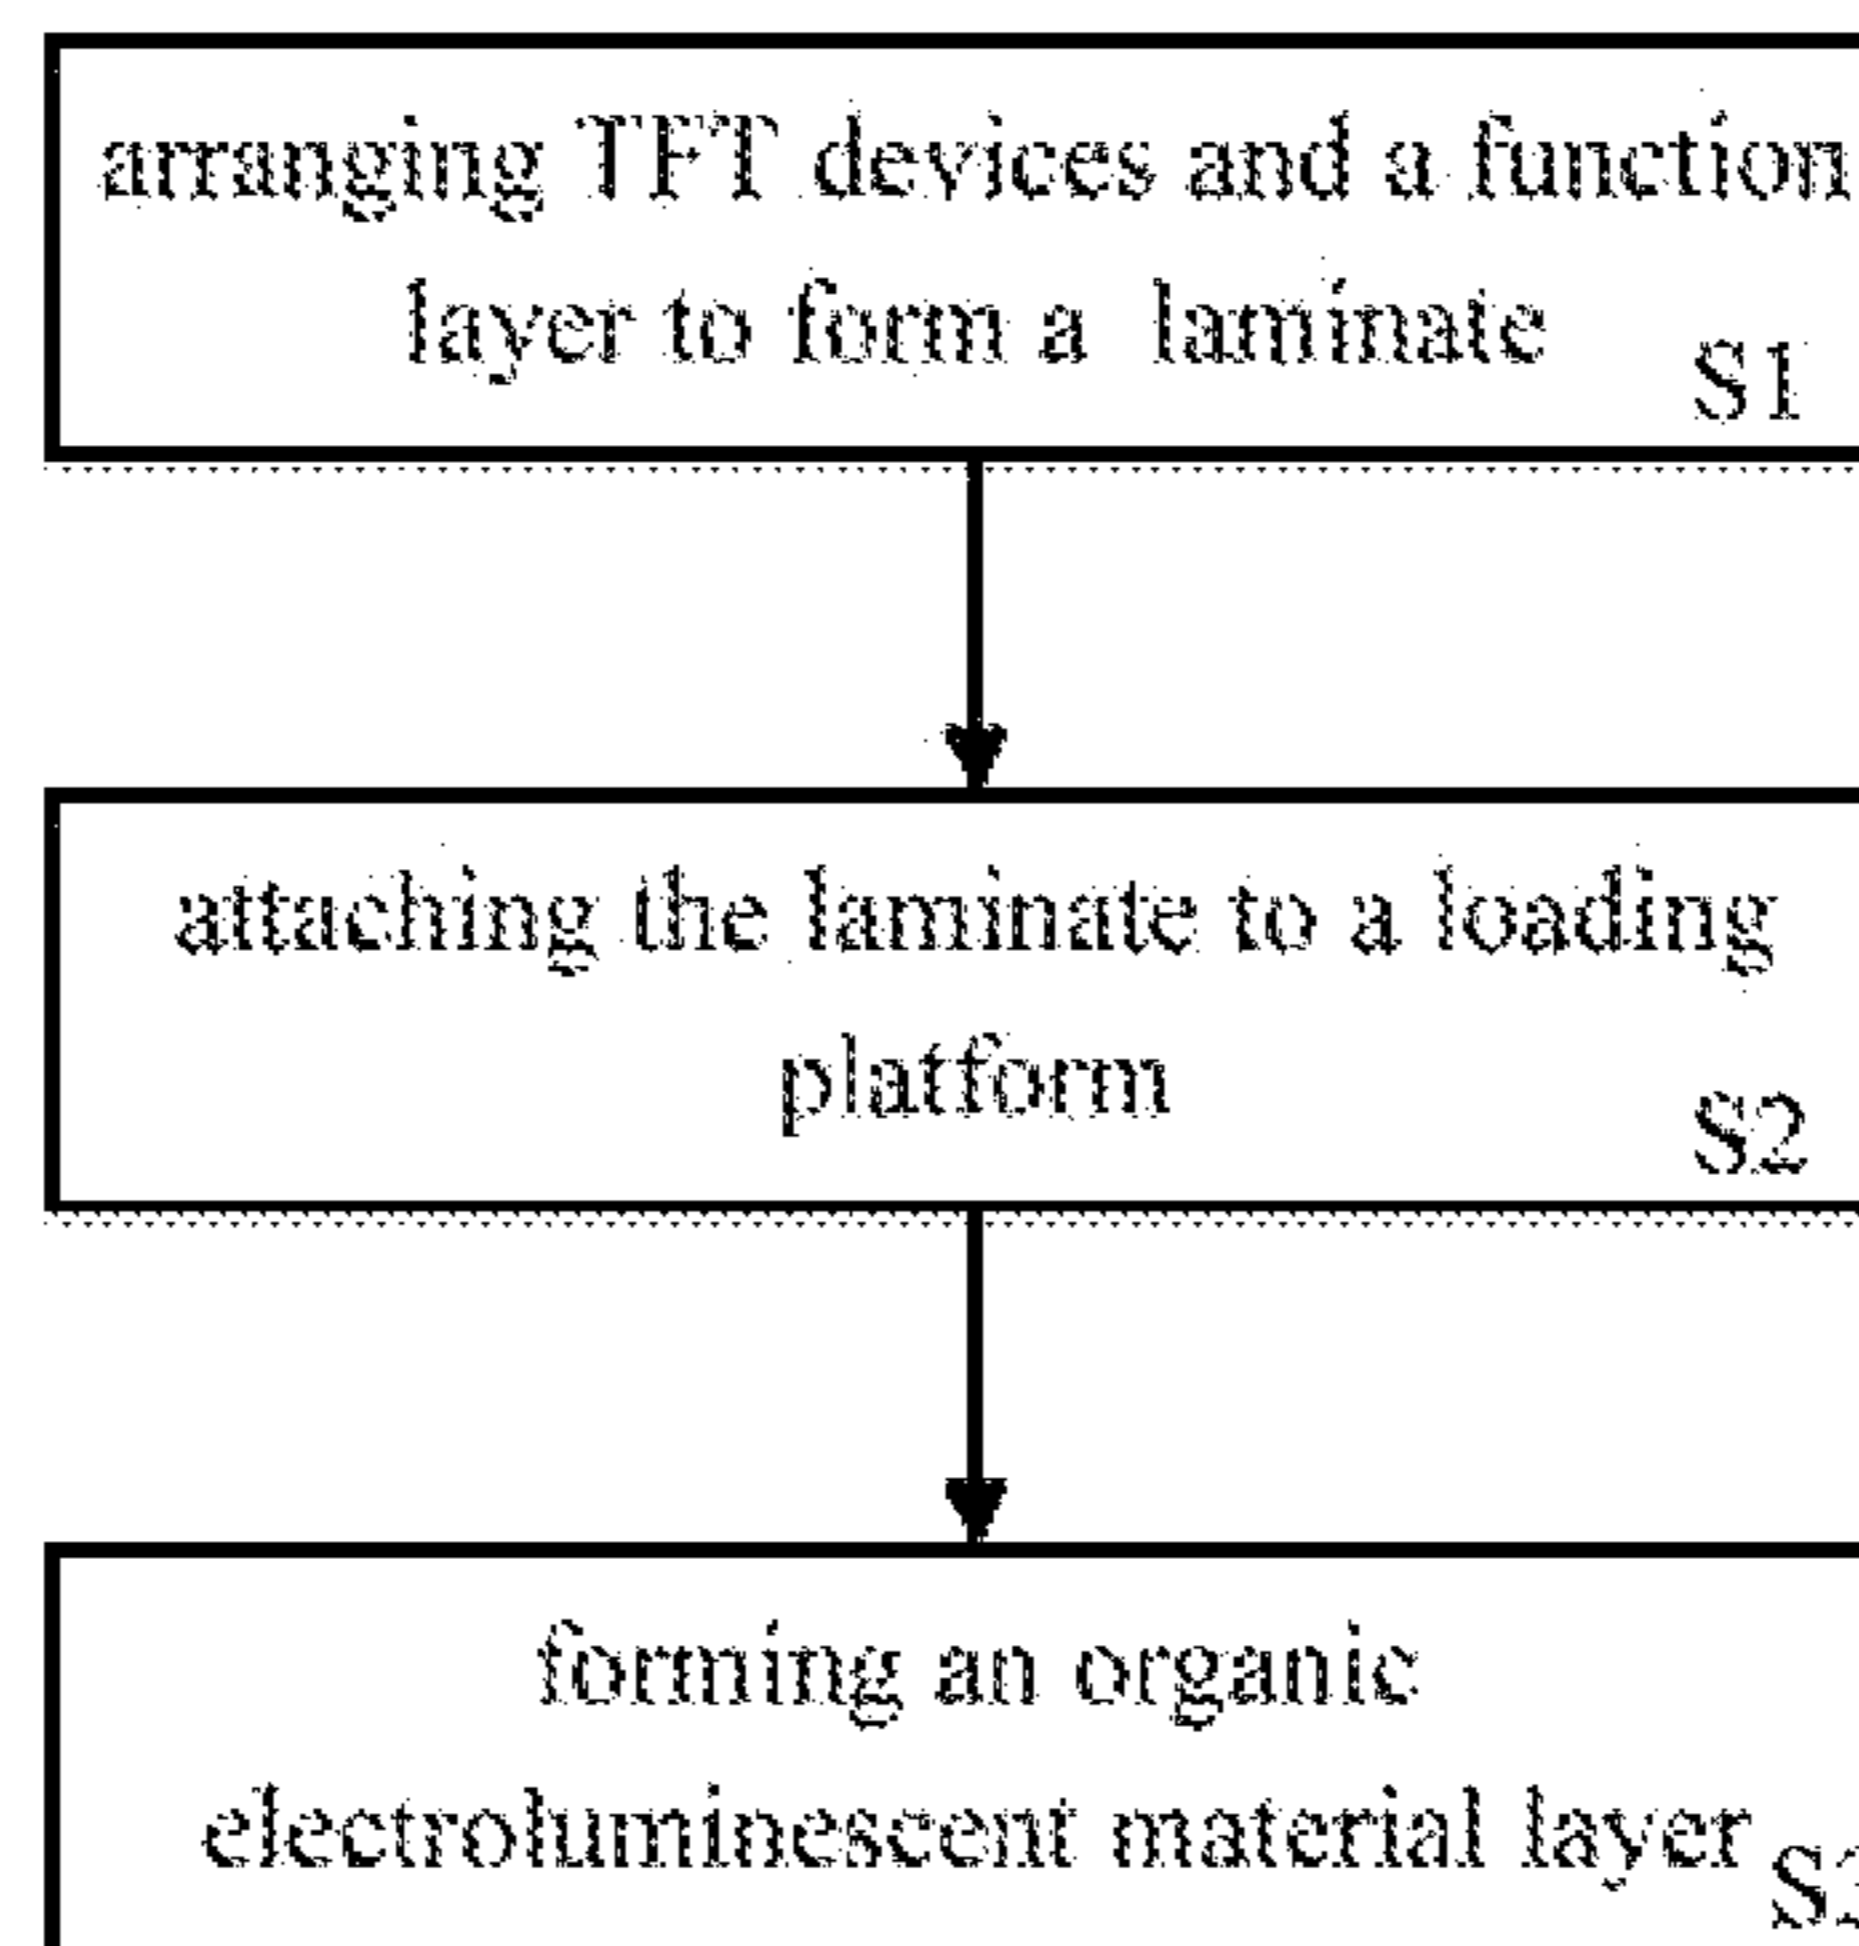 arranging TFT devices and a function
layer to form a laminate
S1
attaching the laminate to a loading
platform
S2
forming an organic
electroluminescent material layer